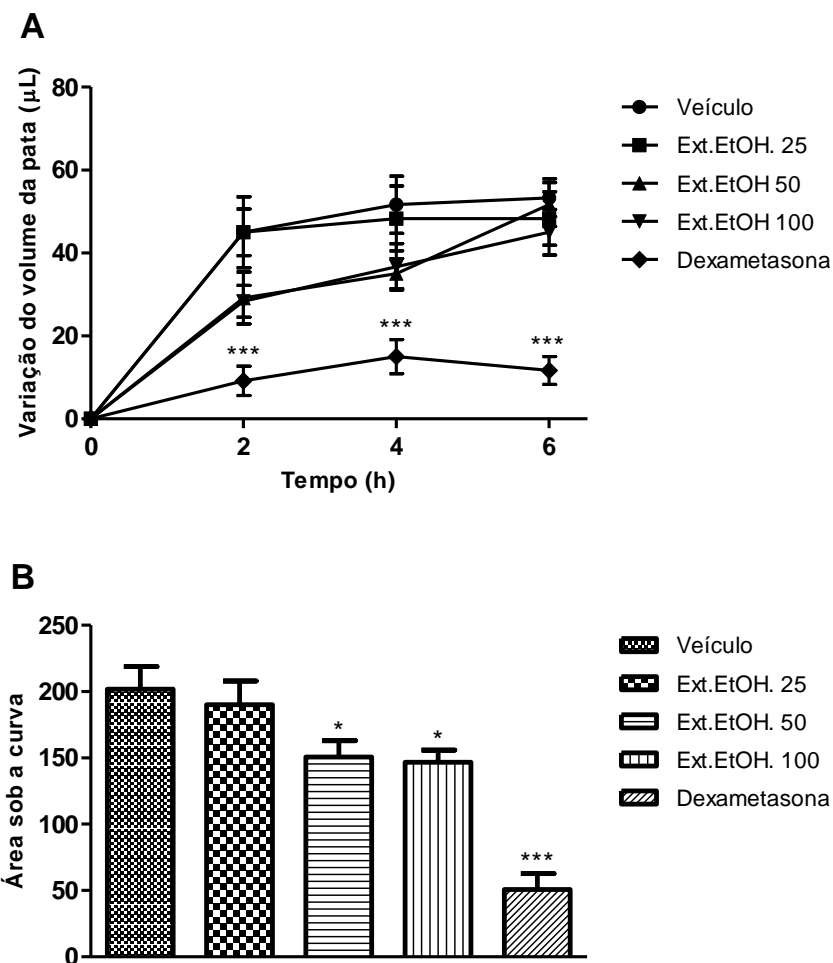 A
Variação do volume da pata (µL)
80
60
40
20
0
0 2 4 6
Tempo (h)
*** *** ***
Veículo
Ext.EtOH. 25
Ext.EtOH 50
Ext.EtOH 100
Dexametasona
B
Área sob a curva
250
200
150
100
50
0
* * ***
Veículo
Ext.EtOH. 25
Ext.EtOH. 50
Ext.EtOH. 100
Dexametasona